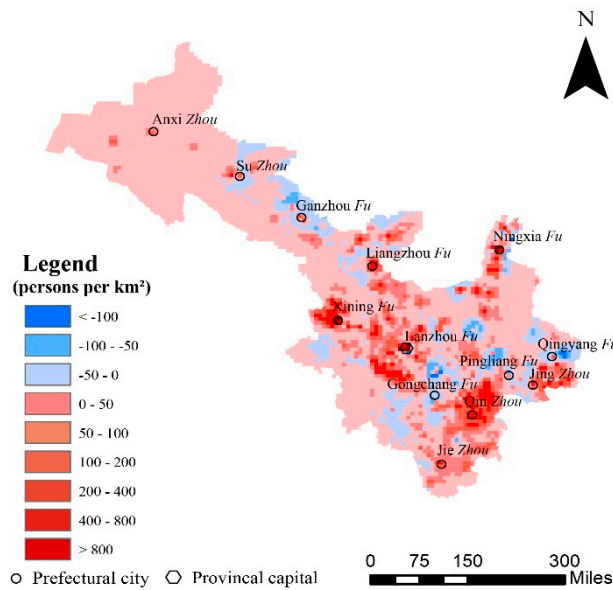 N
Anxi Zhou
Su Zhou
Ganzhou Fu
Liangzhou Fu
Ningxia Fu
Xining Fu
Lanzhou Fu
Qingyang Fu
Pingliang Fu
Jing Zhou
Gongchang Fu
Qin Zhou
Jie Zhou
Legend
(persons per km²)
< -100
-100 - -50
-50 - 0
0 - 50
50 - 100
100 - 200
200 - 400
400 - 800
> 800
Prefectural city
Provincal capital
0 75 150 300
Miles